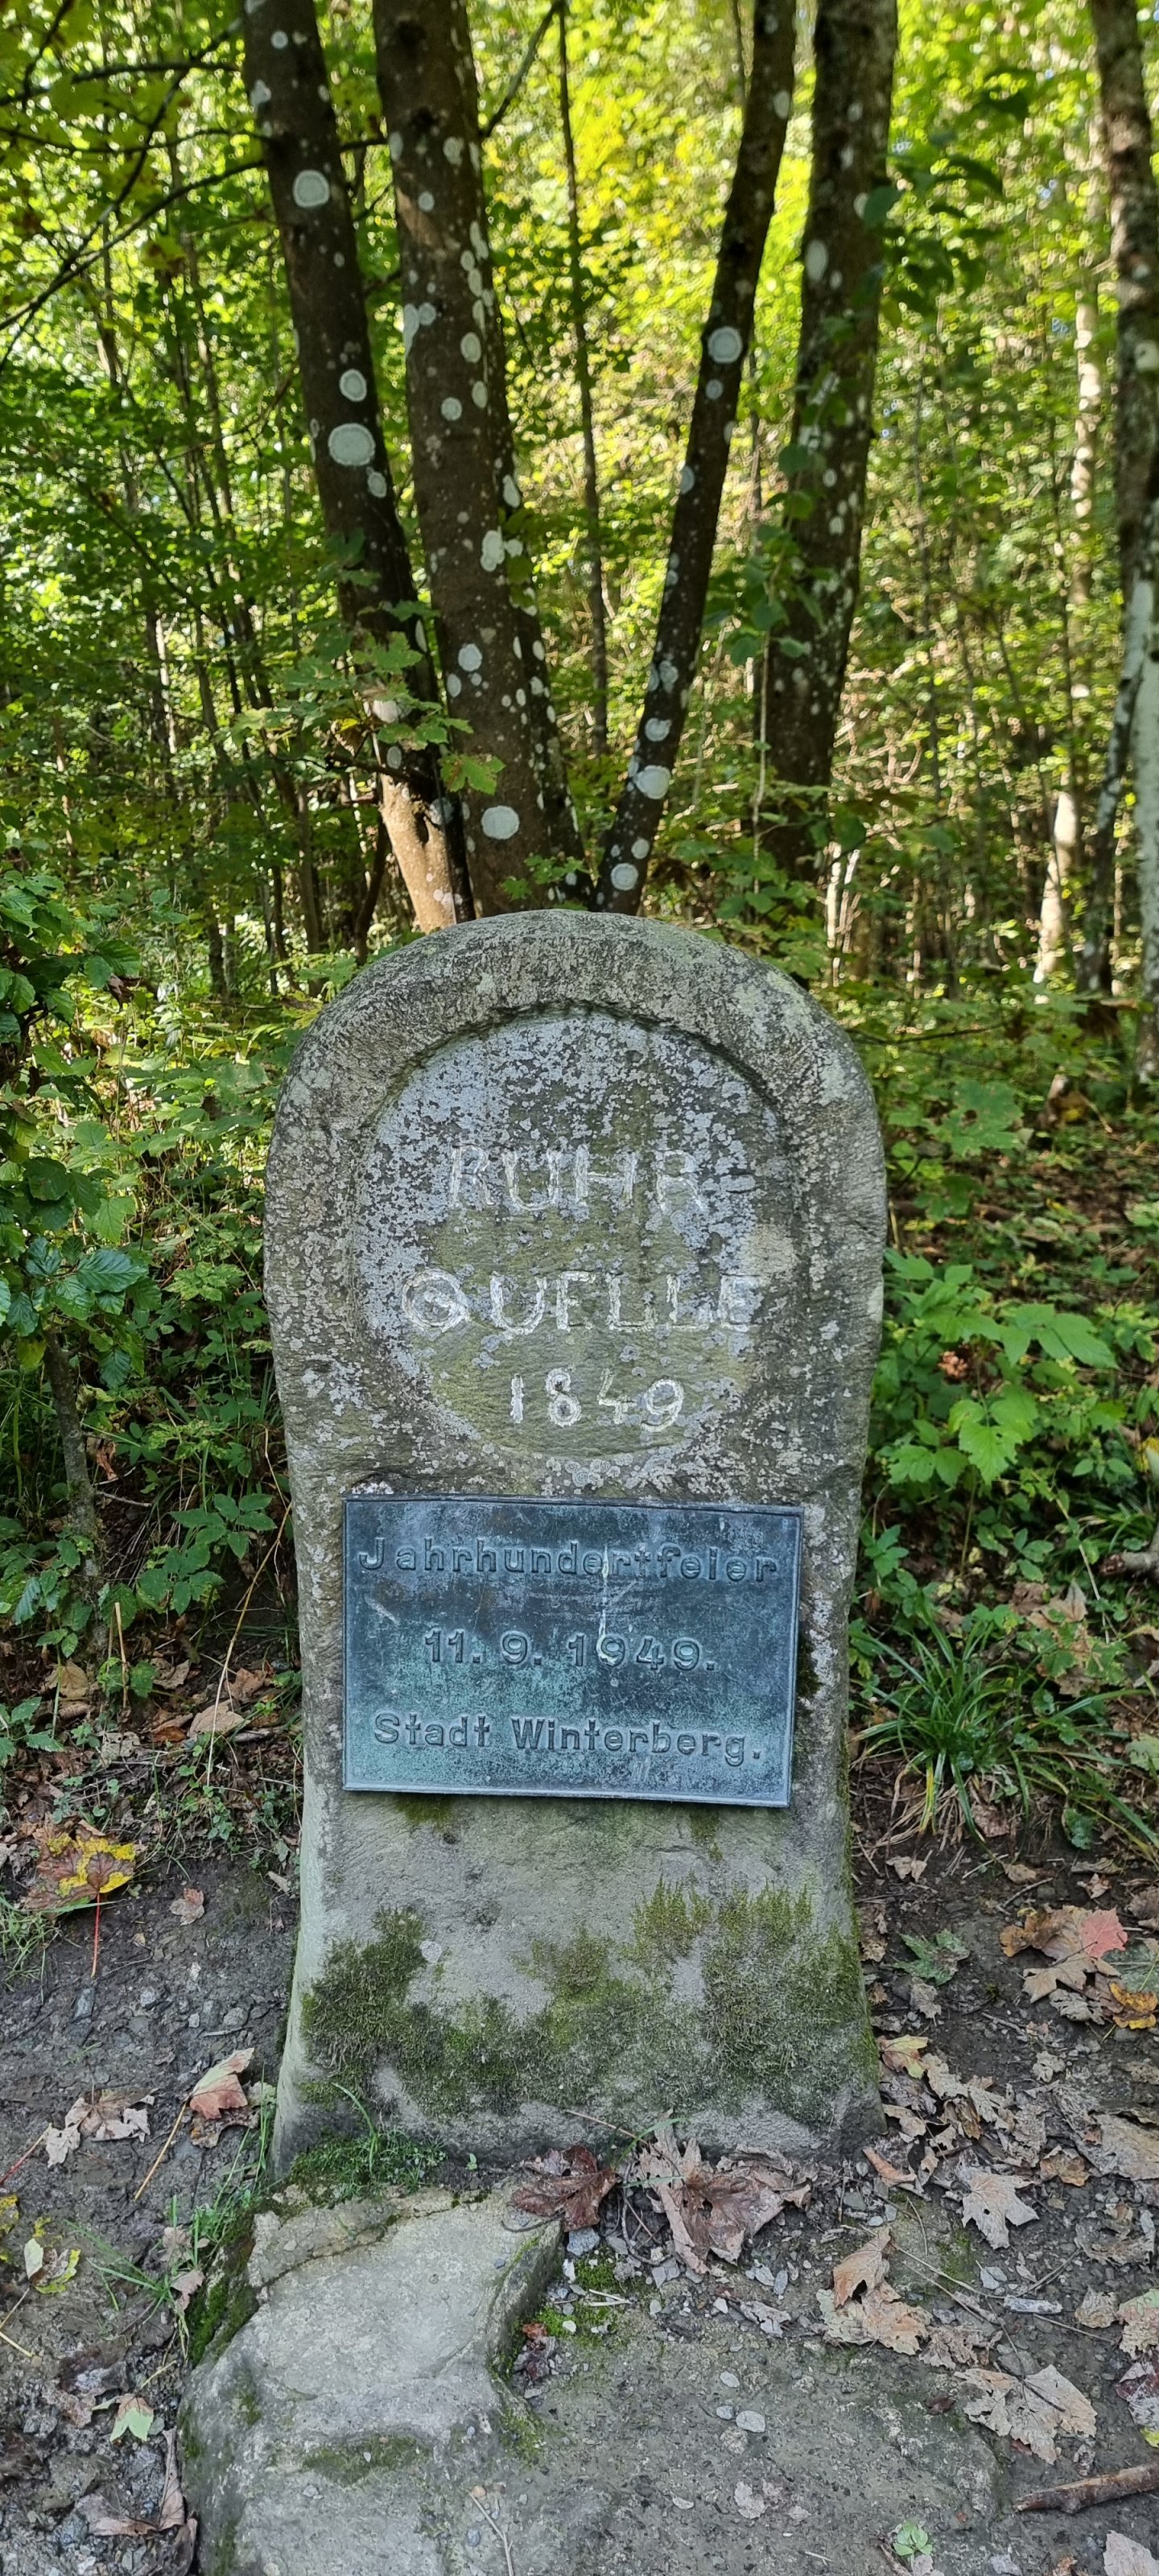 RUHR
QUELLE
1849
Jahrhundertfeier
11. 9. 1949.
Stadt Winterberg.